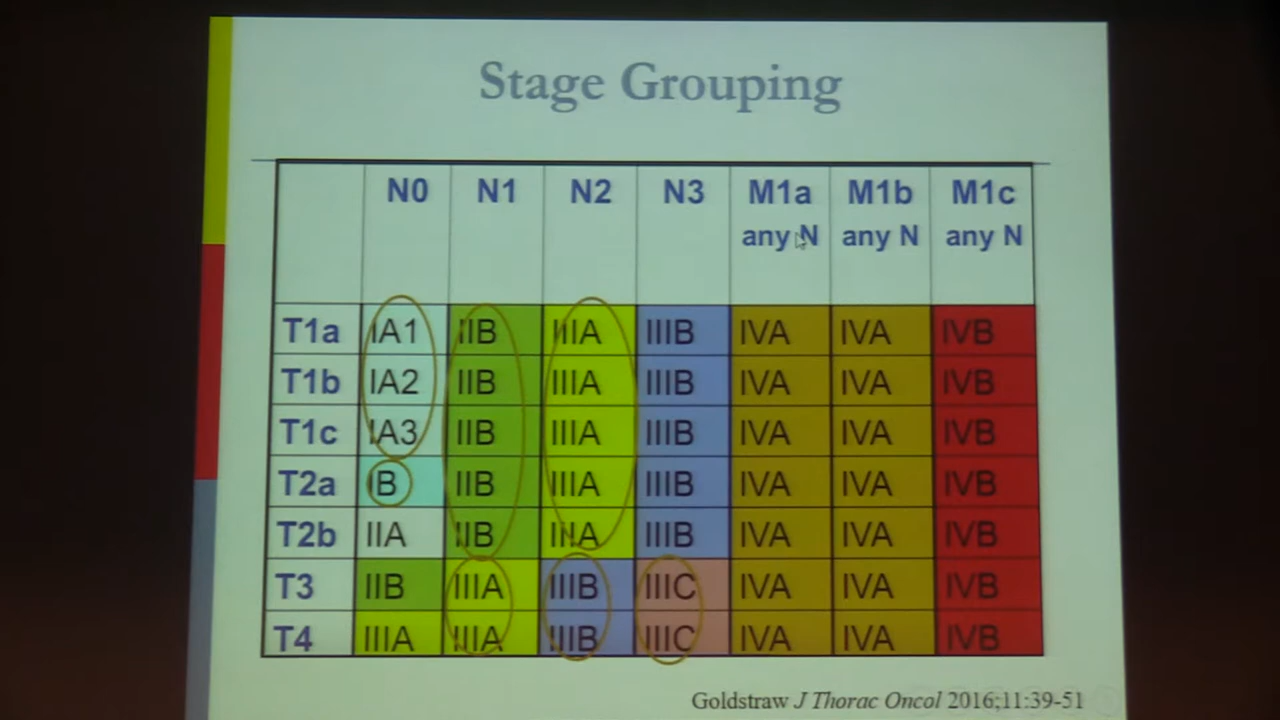 Stage Grouping
N0 N1 N2 N3 M1a any N M1b any N M1c any N
T1a IA1 IIB IIIA IIIB IVA IVA IVB
T1b IA2 IIB IIIA IIIB IVA IVA IVB
T1c IA3 IIB IIIA IIIB IVA IVA IVB
T2a IB IIB IIIA IIIB IVA IVA IVB
T2b IIA IIB IIIA IIIB IVA IVA IVB
T3 IIB IIIA IIIB IIIC IVA IVA IVB
T4 IIIA IIIA IIIB IIIC IVA IVA IVB
Goldstraw J Thorac Oncol 2016;11:39-51